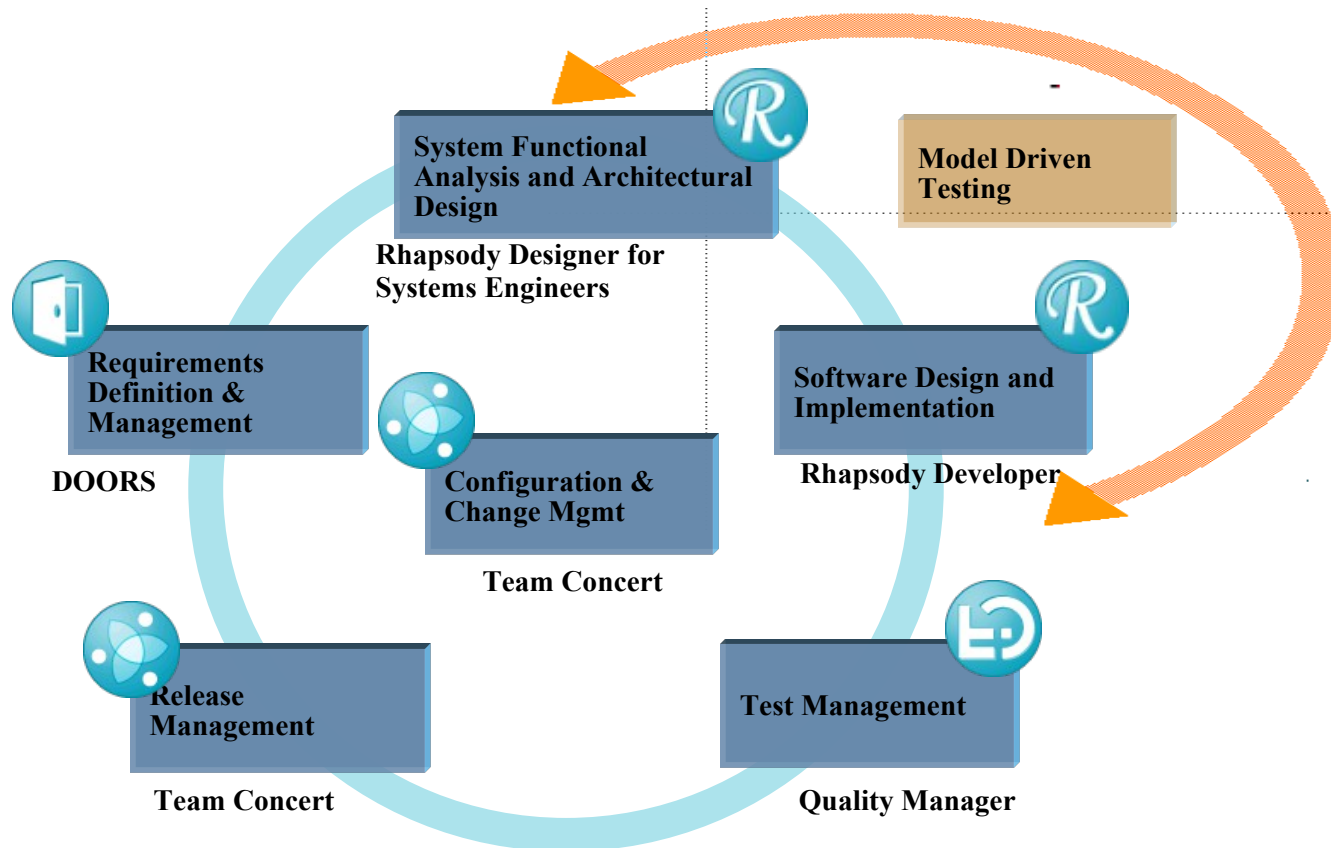 System Functional
Analysis and Architectural
Design
Rhapsody Designer for
Systems Engineers
Model Driven
Testing
Requirements
Definition &
Management
DOORS
Configuration &
Change Mgmt
Team Concert
Software Design and
Implementation
Rhapsody Developer
Release
Management
Team Concert
Test Management
Quality Manager